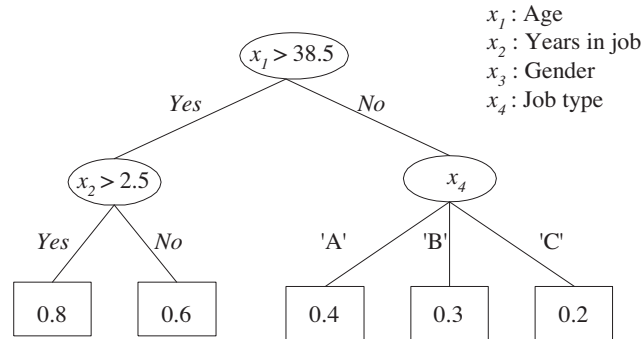 x1 : Age
x2 : Years in job
x3 : Gender
x4 : Job type
x1 > 38.5
Yes
No
x2 > 2.5
x4
Yes
No
'A'
'B'
'C'
0.8
0.6
0.4
0.3
0.2